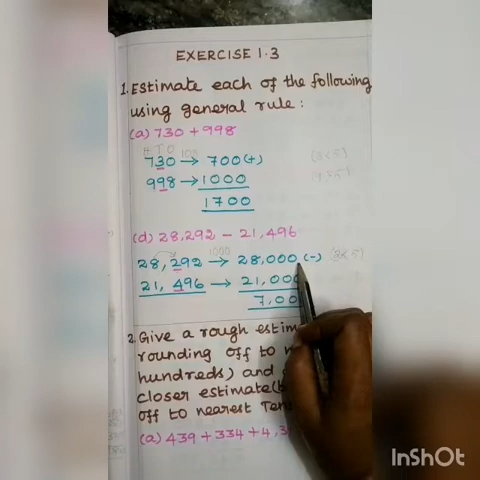 EXERCISE 1.3
1. Estimate each of the following
using general rule:
(a) 730 + 998
H T O
730 → 700 (+)
998 → 1000
1700
(d) 28,292 - 21,496
1000
28,292 → 28,000 (-)
21,496 → 21,000
7,00
2. Give a rough estim
rounding off to n
hundreds) and
closer estimate (
off to nearest Ten
(a) 439 + 334 + 4,3
InShOt